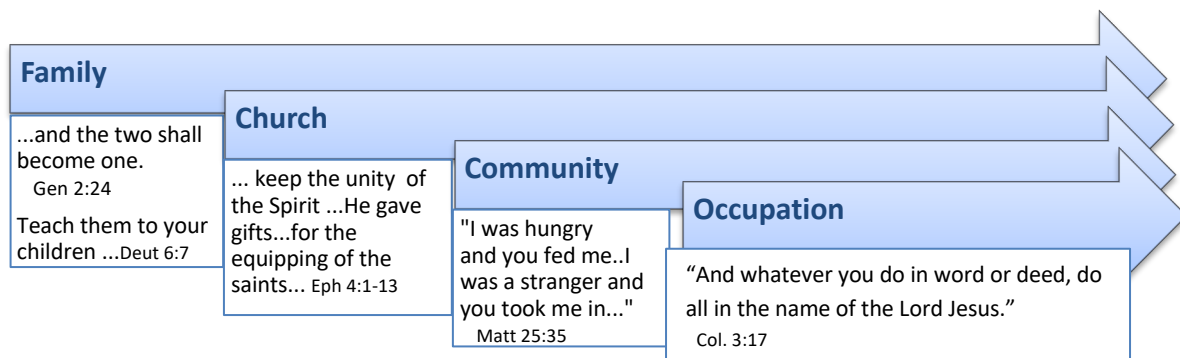 Family
...and the two shall
become one.
Gen 2:24
Teach them to your
children ...Deut 6:7
Church
... keep the unity of
the Spirit ...He gave
gifts...for the
equipping of the
saints... Eph 4:1-13
Community
"I was hungry
and you fed me..I
was a stranger and
you took me in..."
Matt 25:35
Occupation
“And whatever you do in word or deed, do
all in the name of the Lord Jesus.”
Col. 3:17